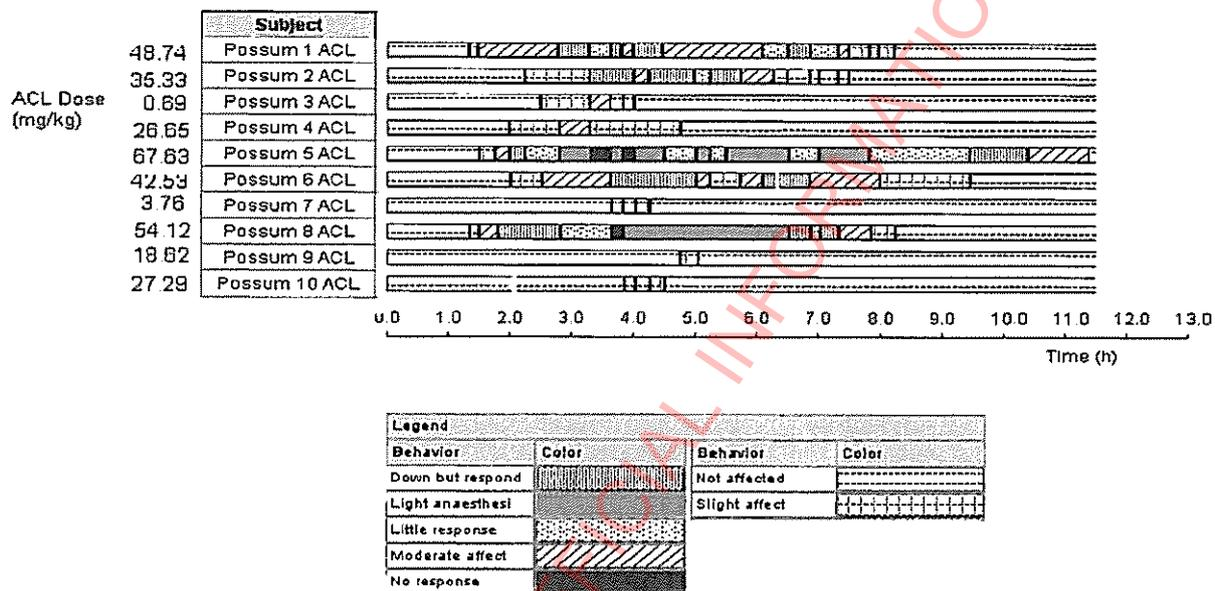 Subject
48.74 Possum 1 ACL
35.33 Possum 2 ACL
ACL Dose (mg/kg)
0.69 Possum 3 ACL
26.65 Possum 4 ACL
67.63 Possum 5 ACL
42.53 Possum 6 ACL
3.76 Possum 7 ACL
54.12 Possum 8 ACL
18.62 Possum 9 ACL
27.29 Possum 10 ACL
0.0 1.0 2.0 3.0 4.0 5.0 6.0 7.0 8.0 9.0 10.0 11.0 12.0 13.0
Time (h)
Legend
Behavior Color Behavior Color
Down but respond Not affected
Light anaesthesi Slight affect
Little response
Moderate affect
No response
FICIAL INFORMATIO